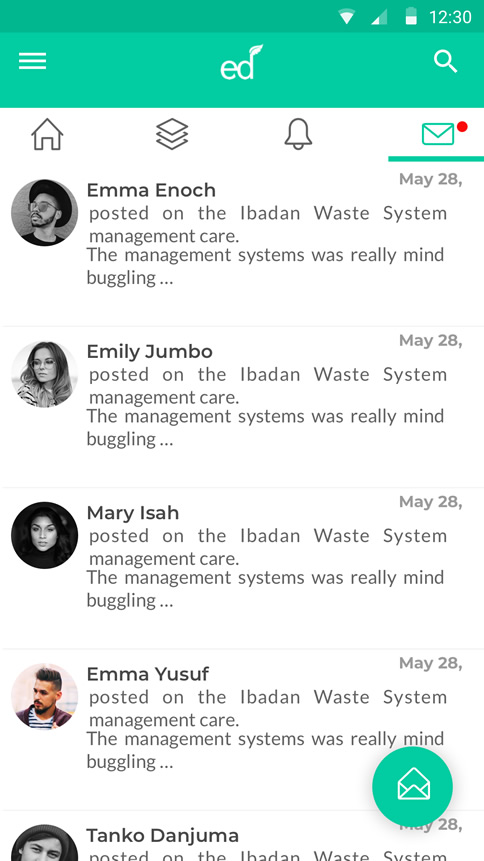 12:30
ed
May 28,
Emma Enoch
posted on the Ibadan Waste System
management care.
The management systems was really mind
buggling ...
May 28,
Emily Jumbo
posted on the Ibadan Waste System
management care.
The management systems was really mind
buggling ...
May 28,
Mary Isah
posted on the Ibadan Waste System
management care.
The management systems was really mind
buggling ...
May 28,
Emma Yusuf
posted on the Ibadan Waste System
management care.
The management systems was really mind
buggling ...
May 28,
Tanko Danjuma
posted on the Ibadan Waste System